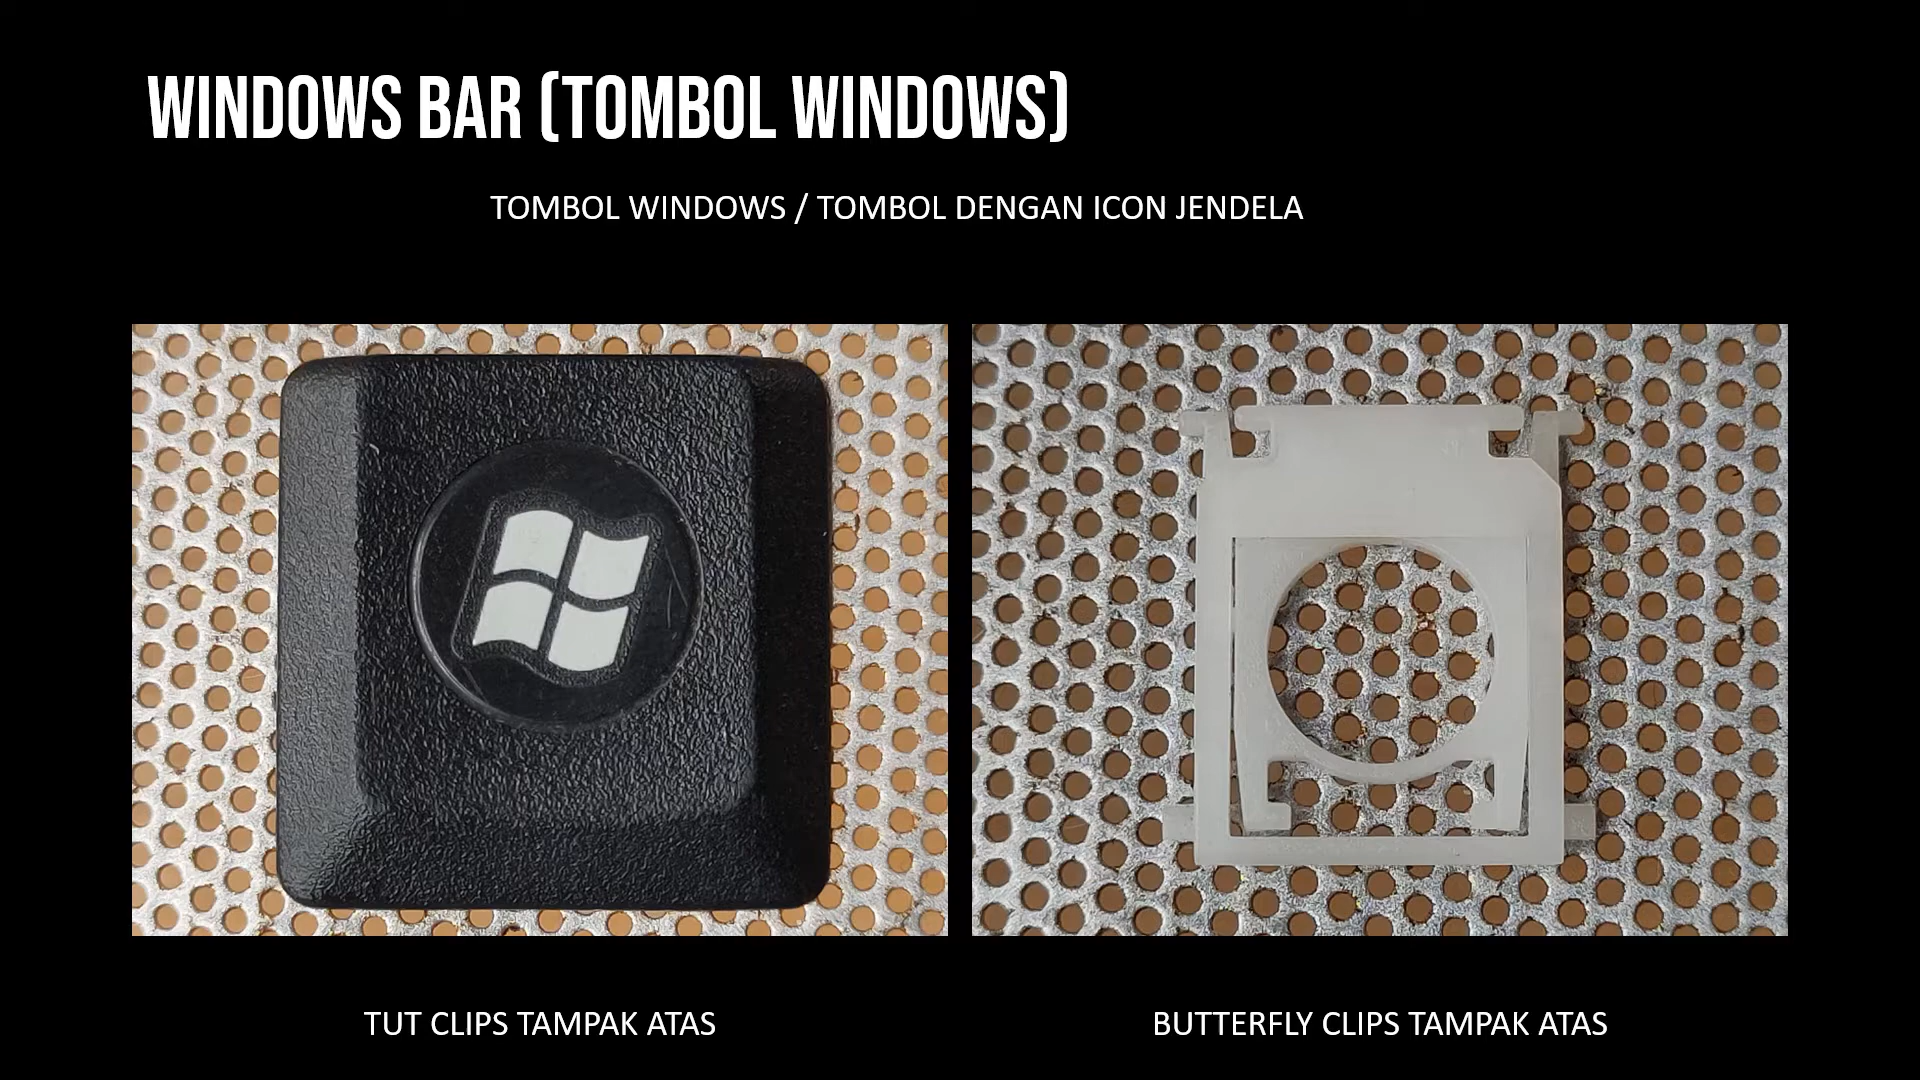 WINDOWS BAR (TOMBOL WINDOWS)
TOMBOL WINDOWS / TOMBOL DENGAN ICON JENDELA
TUT CLIPS TAMPAK ATAS
BUTTERFLY CLIPS TAMPAK ATAS